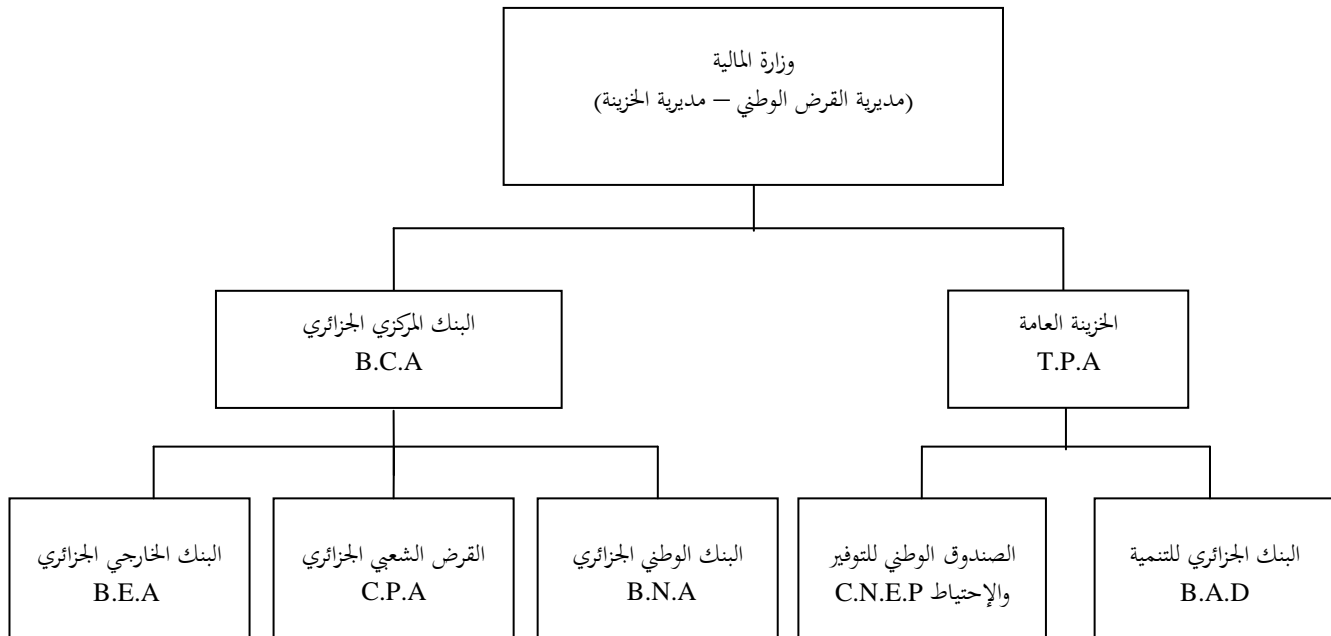 وزارة المالية
(مديرية القرض الوطني – مديرية الخزينة)
الخزينة العامة
T.P.A
البنك المركزي الجزائري
B.C.A
البنك الجزائري للتنمية
B.A.D
الصندوق الوطني للتوفير
والإحتياط C.N.E.P
البنك الوطني الجزائري
B.N.A
القرض الشعبي الجزائري
C.P.A
البنك الخارجي الجزائري
B.E.A